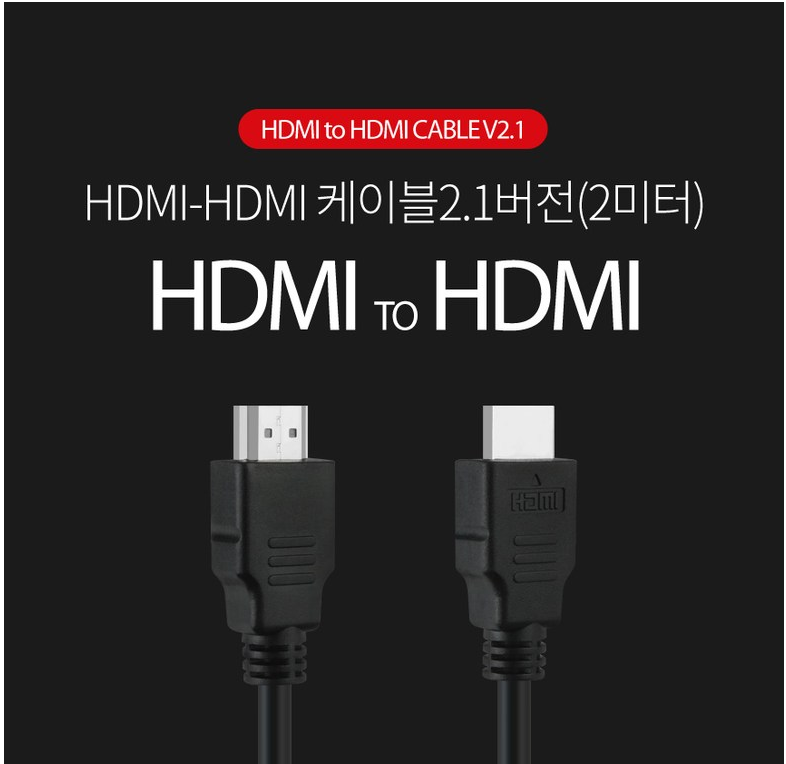 HDMI to HDMI CABLE V2.1
HDMI-HDMI 케이블2.1버전(2미터)
HDMI TO HDMI
HDMI